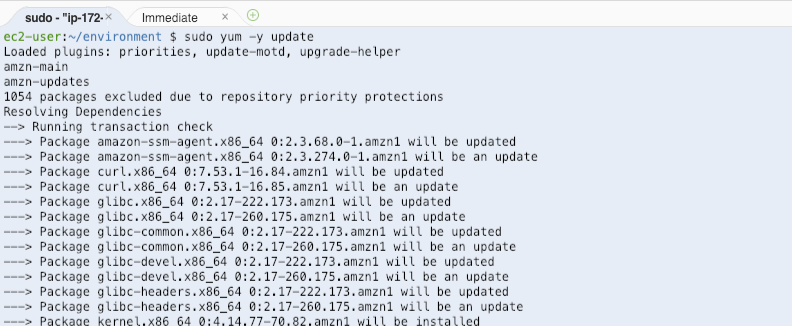 sudo - "ip-172- × Immediate ×
ec2-user:~/environment $ sudo yum -y update
Loaded plugins: priorities, update-motd, upgrade-helper
amzn-main
amzn-updates
1054 packages excluded due to repository priority protections
Resolving Dependencies
--> Running transaction check
---> Package amazon-ssm-agent.x86_64 0:2.3.68.0-1.amzn1 will be updated
---> Package amazon-ssm-agent.x86_64 0:2.3.274.0-1.amzn1 will be an update
---> Package curl.x86_64 0:7.53.1-16.84.amzn1 will be updated
---> Package curl.x86_64 0:7.53.1-16.85.amzn1 will be an update
---> Package glibc.x86_64 0:2.17-222.173.amzn1 will be updated
---> Package glibc.x86_64 0:2.17-260.175.amzn1 will be an update
---> Package glibc-common.x86_64 0:2.17-222.173.amzn1 will be updated
---> Package glibc-common.x86_64 0:2.17-260.175.amzn1 will be an update
---> Package glibc-devel.x86_64 0:2.17-222.173.amzn1 will be updated
---> Package glibc-devel.x86_64 0:2.17-260.175.amzn1 will be an update
---> Package glibc-headers.x86_64 0:2.17-222.173.amzn1 will be updated
---> Package glibc-headers.x86_64 0:2.17-260.175.amzn1 will be an update
---> Package kernel.x86_64 0:4.14.77-70.82.amzn1 will be installed